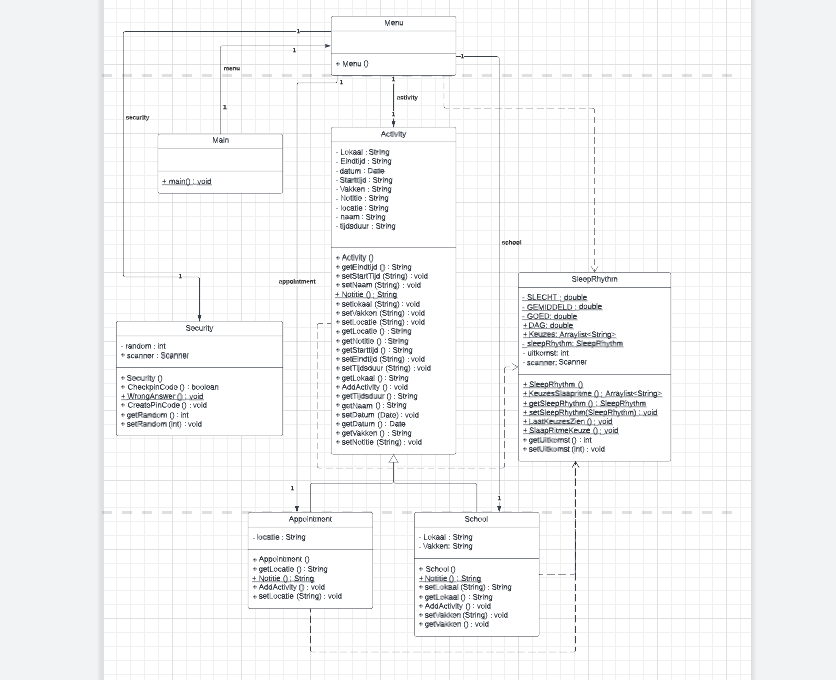 Menu
+ Menu ()
1
1
menu
1
security
1
1
activity
1
1
Main
+ main() : void
Activity
- Lokaal : String
- Eindtijd : String
- datum : Date
- Starttijd : String
- Vakken : String
- Notitie : String
- locatie : String
- naam : String
- tijdsduur : String
+ Activity ()
+ getEindtijd () : String
+ setStartTijd (String) : void
+ setNaam (String) : void
+ Notitie () : String
+ setlokaal (String) : void
+ setVakken (String) : void
+ setLocatie (String) : void
+ getLocatie () : String
+ getNotitie () : String
+ getStarttijd () : String
+ setEindtijd (String) : void
+ setTijdsduur (String) : void
+ getLokaal () : String
+ AddActivity () : void
+ getTijdsduur () : String
+ getNaam () : String
+ setDatum (Date) : void
+ getDatum () : Date
+ getVakken () : String
+ setNotitie (String) : void
school
appointment
1
Security
- random : int
+ scanner : Scanner
+ Security ()
+ CheckpinCode () : boolean
+ WrongAnswer () : void
+ CreatePinCode () : void
+ getRandom () : int
+ setRandom (int) : void
SleepRhythm
- SLECHT : double
- GEMIDDELD : double
- GOED: double
+ DAG: double
+ Keuzes: Arraylist<String>
- sleepRhythm: SleepRhythm
- uitkomst: int
- scanner: Scanner
+ SleepRhythm ()
+ KeuzesSlaapritme () : Arraylist<String>
+ getSleepRhythm () : SleepRhythm
+ setSleepRhythm(SleepRhythm) : void
+ LaatKeuzesZien () : void
+ SlaapRitmeKeuze () : void
+ getUitkomst () : int
+ setUitkomst (int) : void
1
1
Appointment
- locatie : String
+ Appointment ()
+ getLocatie () : String
+ Notitie () : String
+ AddActivity () : void
+ setLocatie (String) : void
School
- Lokaal : String
- Vakken: String
+ School ()
+ Notitie () : String
+ setLokaal (String) : String
+ getLokaal () : void
+ AddActivity () : void
+ setVakken (String) : void
+ getVakken () : void